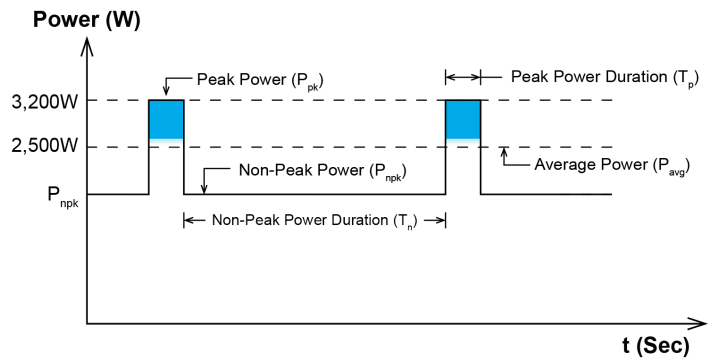 Power (W)
Peak Power (Ppk)
Peak Power Duration (Tp)
3,200W
2,500W
Non-Peak Power (Pnpk)
Average Power (Pavg)
Pnpk
Non-Peak Power Duration (Tn)
t (Sec)